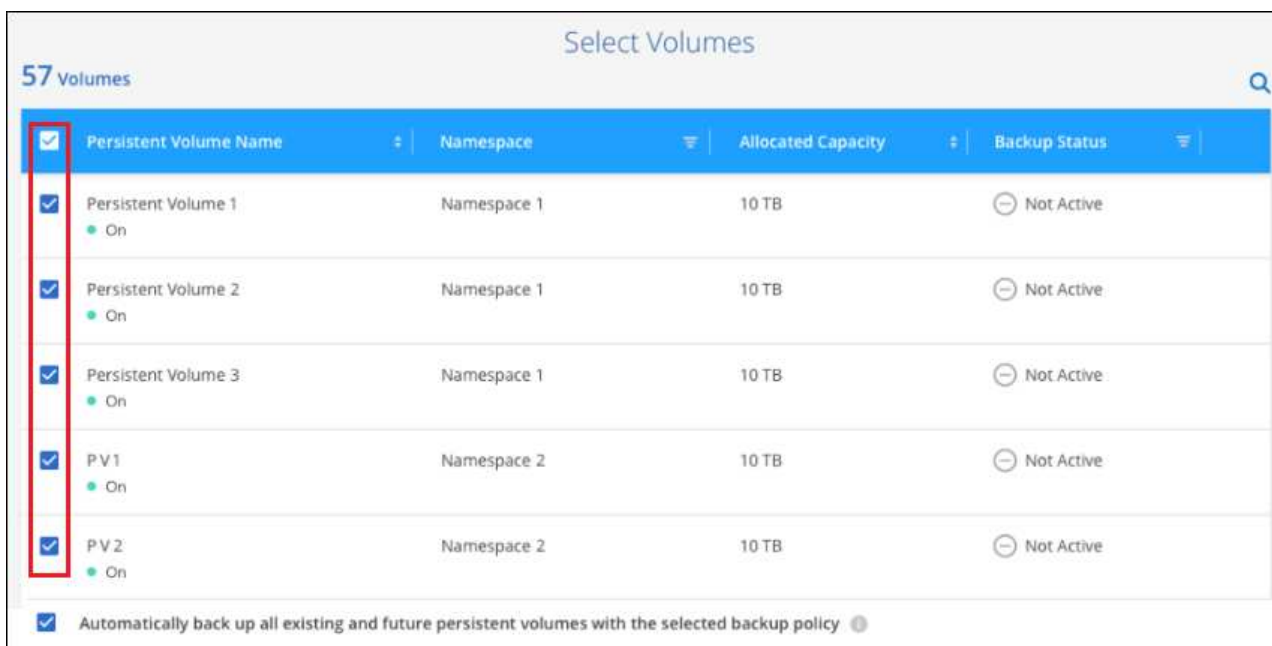 Select Volumes
57 Volumes
Persistent Volume Name Namespace Allocated Capacity Backup Status
Persistent Volume 1 Namespace 1 10 TB Not Active
On
Persistent Volume 2 Namespace 1 10 TB Not Active
On
Persistent Volume 3 Namespace 1 10 TB Not Active
On
PV1 Namespace 2 10 TB Not Active
On
PV2 Namespace 2 10 TB Not Active
On
Automatically back up all existing and future persistent volumes with the selected backup policy